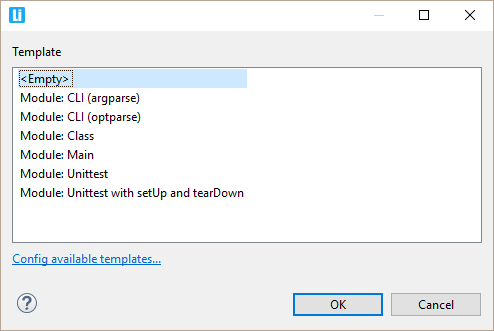 Li
Template
<Empty>
Module: CLI (argparse)
Module: CLI (optparse)
Module: Class
Module: Main
Module: Unittest
Module: Unittest with setUp and tearDown
Config available templates...
?
OK
Cancel